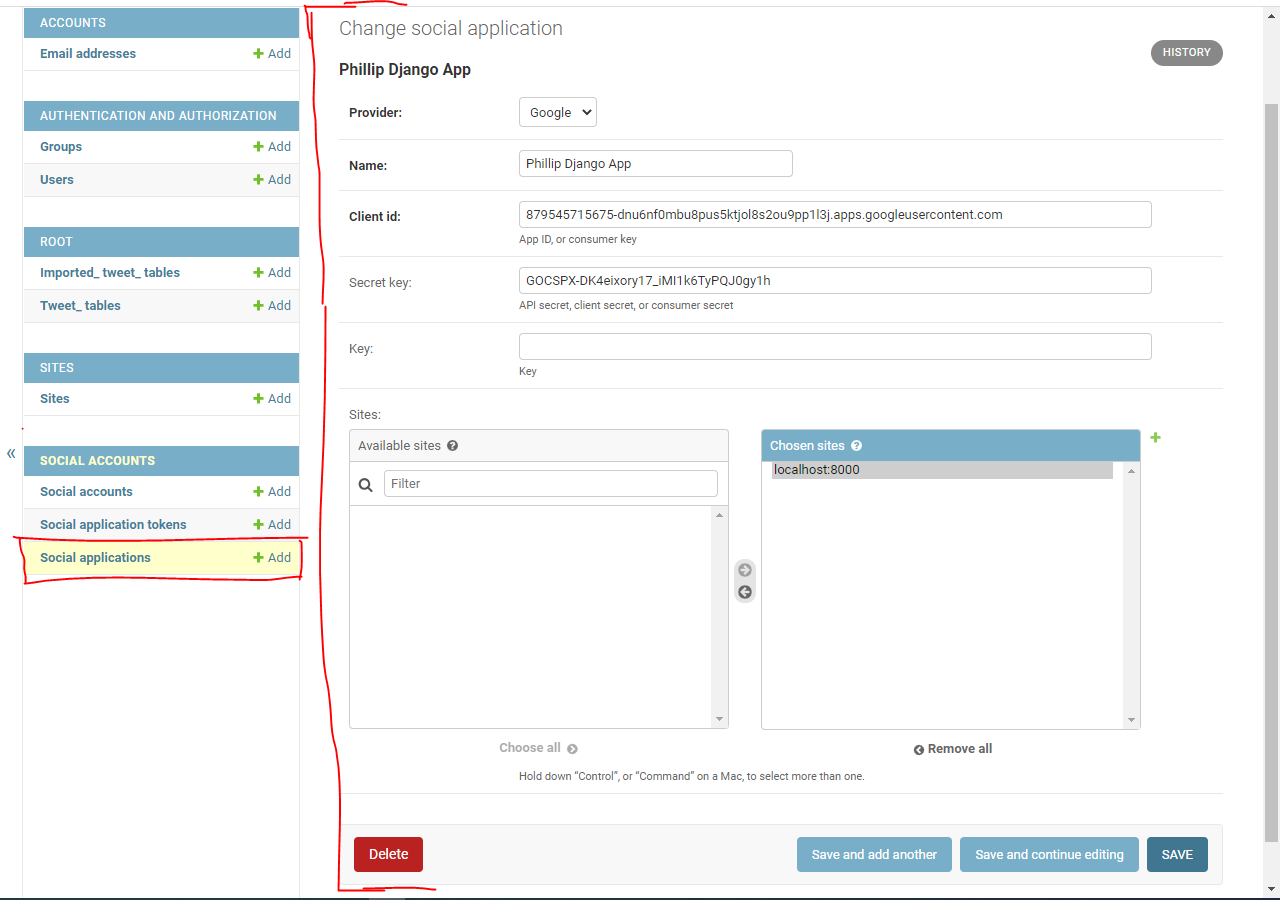 ACCOUNTS
Email addresses + Add
AUTHENTICATION AND AUTHORIZATION
Groups + Add
Users + Add
ROOT
Imported_ tweet_ tables + Add
Tweet_ tables + Add
SITES
Sites + Add
«
SOCIAL ACCOUNTS
Social accounts + Add
Social application tokens + Add
Social applications + Add
Change social application
HISTORY
Phillip Django App
Provider: Google
Name: Phillip Django App
Client id: 879545715675-dnu6nf0mbu8pus5ktjol8s2ou9pp1l3j.apps.googleusercontent.com
App ID, or consumer key
Secret key: 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
API secret, client secret, or consumer secret
Key:
Key
Sites:
Available sites ?
Filter
Choose all
Chosen sites ?
+
localhost:8000
Remove all
Hold down “Control”, or “Command” on a Mac, to select more than one.
Delete
Save and add another
Save and continue editing
SAVE